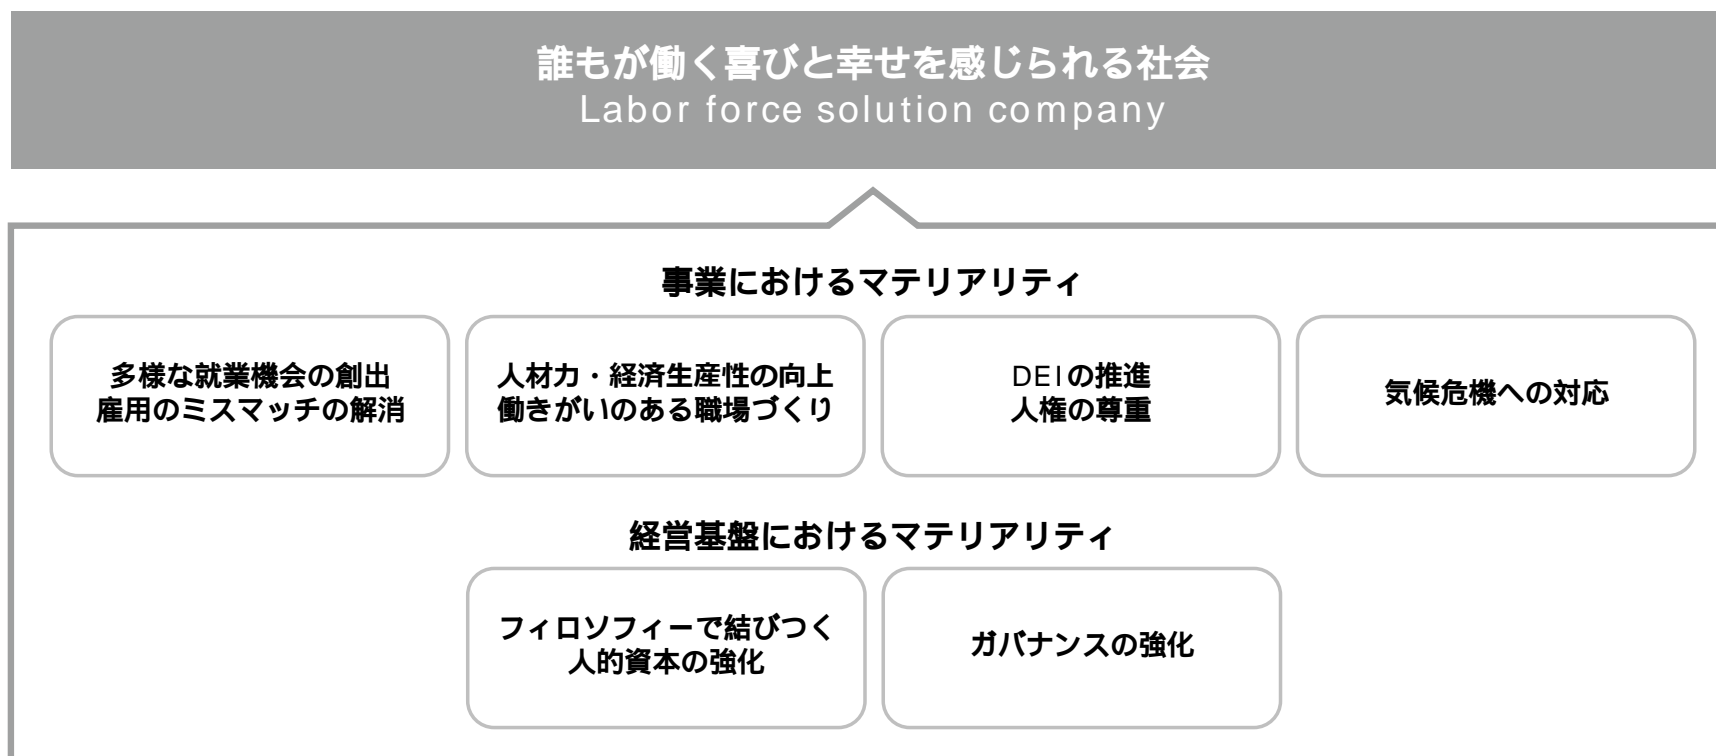 誰もが働く喜びと幸せを感じられる社会
Labor force solution company
事業におけるマテリアリティ
多様な就業機会の創出
雇用のミスマッチの解消
人材力・経済生産性の向上
働きがいのある職場づくり
DEIの推進
人権の尊重
気候危機への対応
経営基盤におけるマテリアリティ
フィロソフィーで結びつく
人的資本の強化
ガバナンスの強化